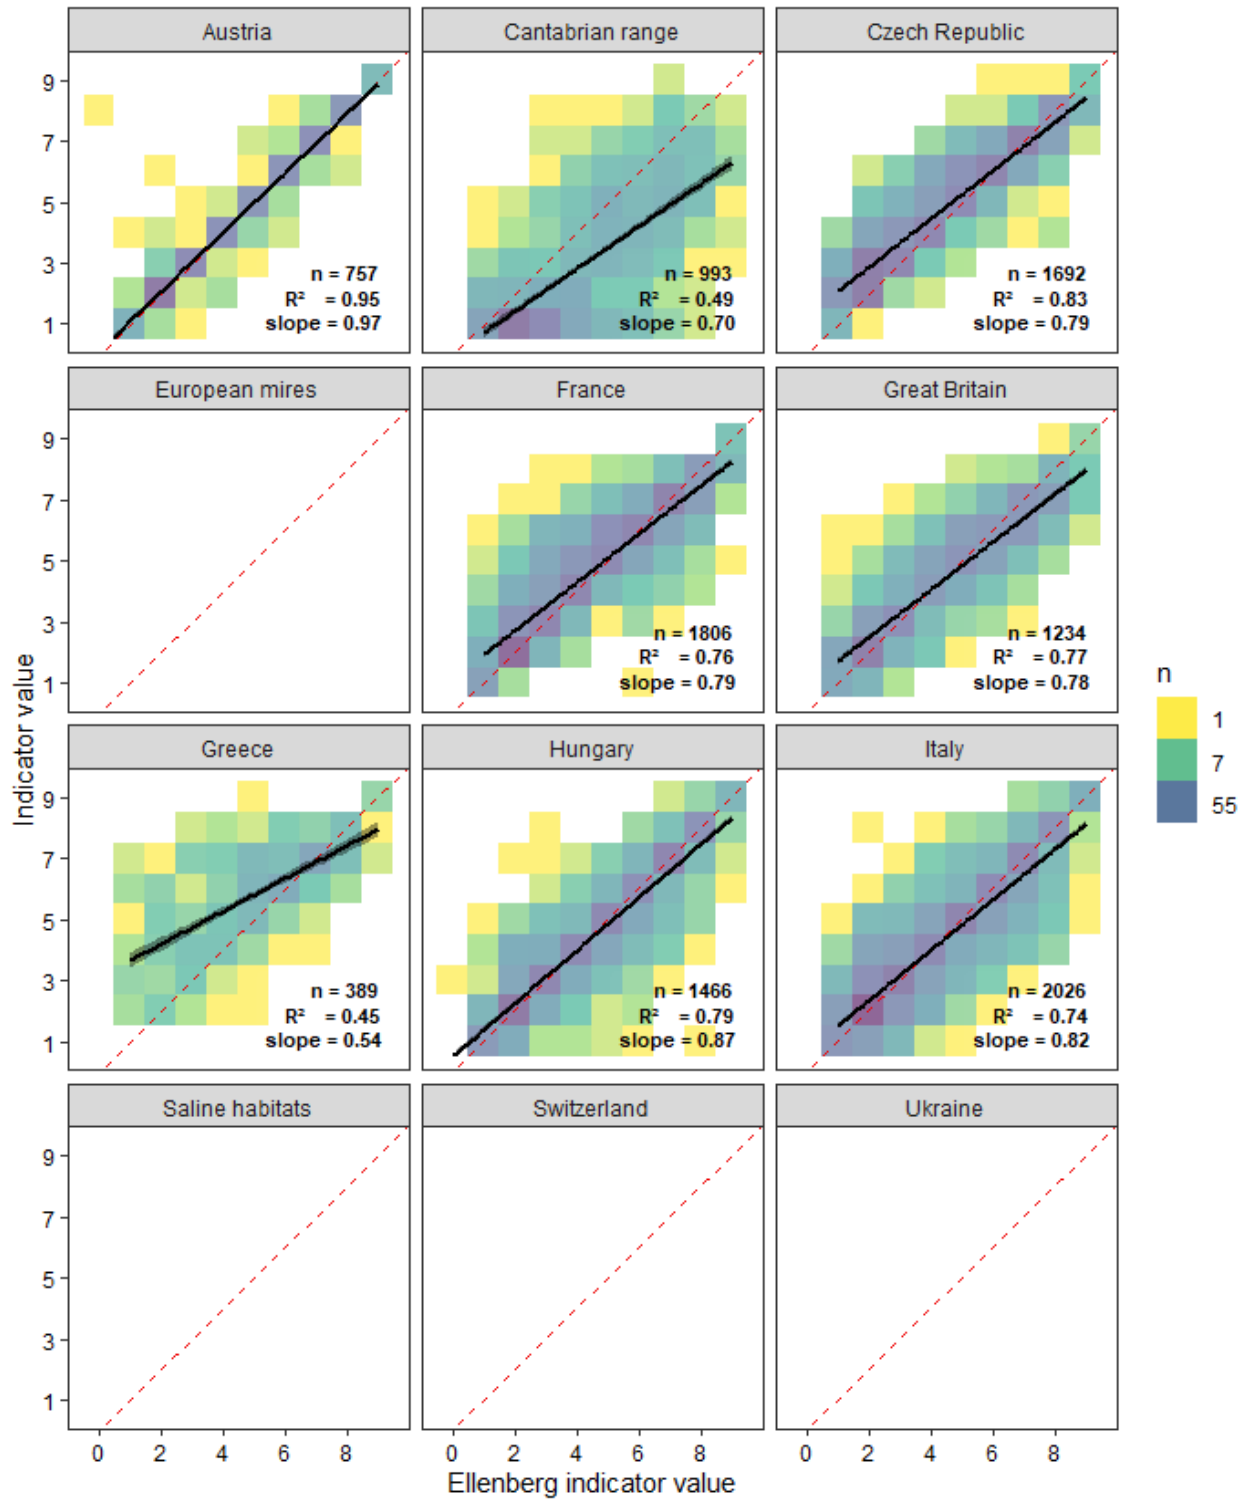 Austria
Cantabrian range
Czech Republic
9
7
5
3
1
n = 757
R² = 0.95
slope = 0.97
n = 993
R² = 0.49
slope = 0.70
n = 1692
R² = 0.83
slope = 0.79
European mires
France
Great Britain
9
7
5
3
1
n = 1806
R² = 0.76
slope = 0.79
n = 1234
R² = 0.77
slope = 0.78
Indicator value
n
1
7
55
Greece
Hungary
Italy
9
7
5
3
1
n = 389
R² = 0.45
slope = 0.54
n = 1466
R² = 0.79
slope = 0.87
n = 2026
R² = 0.74
slope = 0.82
Saline habitats
Switzerland
Ukraine
9
7
5
3
1
0 2 4 6 8
0 2 4 6 8
0 2 4 6 8
Ellenberg indicator value